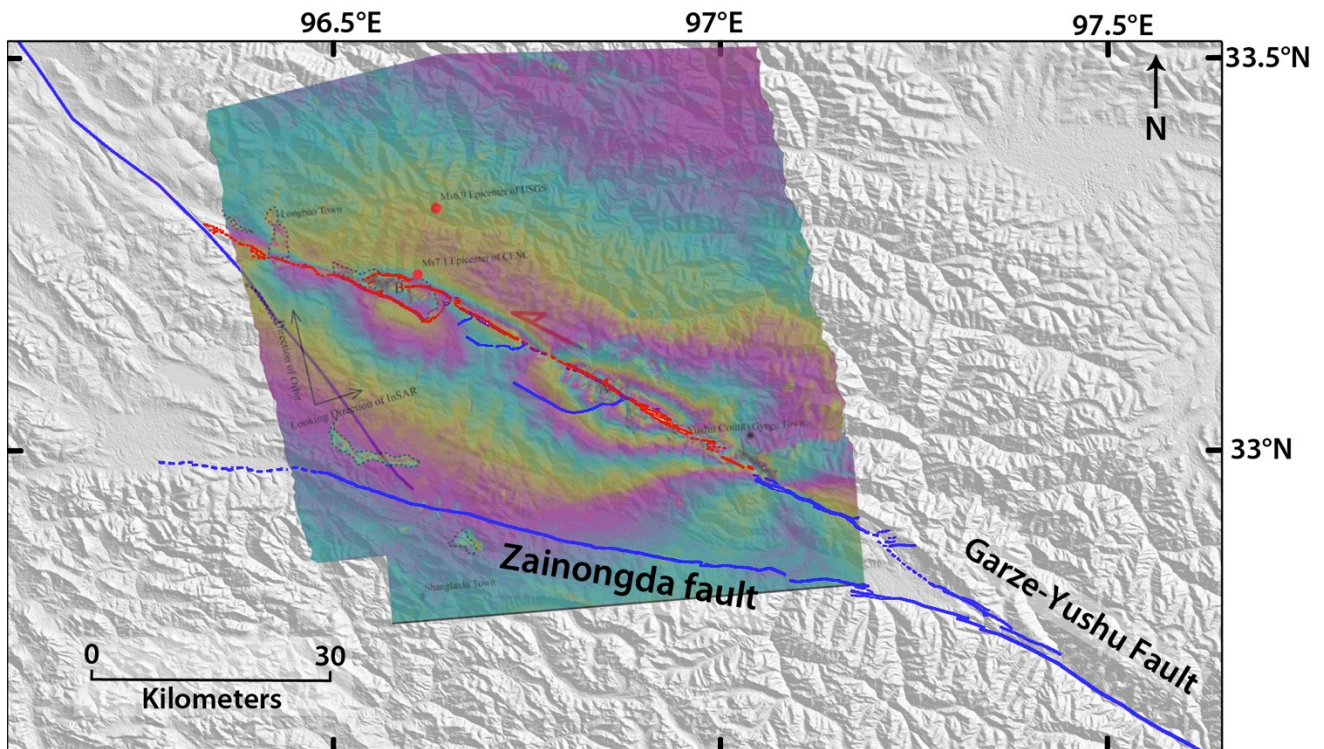 96.5°E
97°E
97.5°E
33.5°N
N
Ms6.9 Epicenter of USGS
Longbao Town
Ms7.1 Epicenter of CENC
B
Direction of Orbit
Looking Direction of InSAR
A
Yushu County Gyegu Town
33°N
Zainongda fault
Shanglaxiu Town
Garze-Yushu Fault
0
30
Kilometers